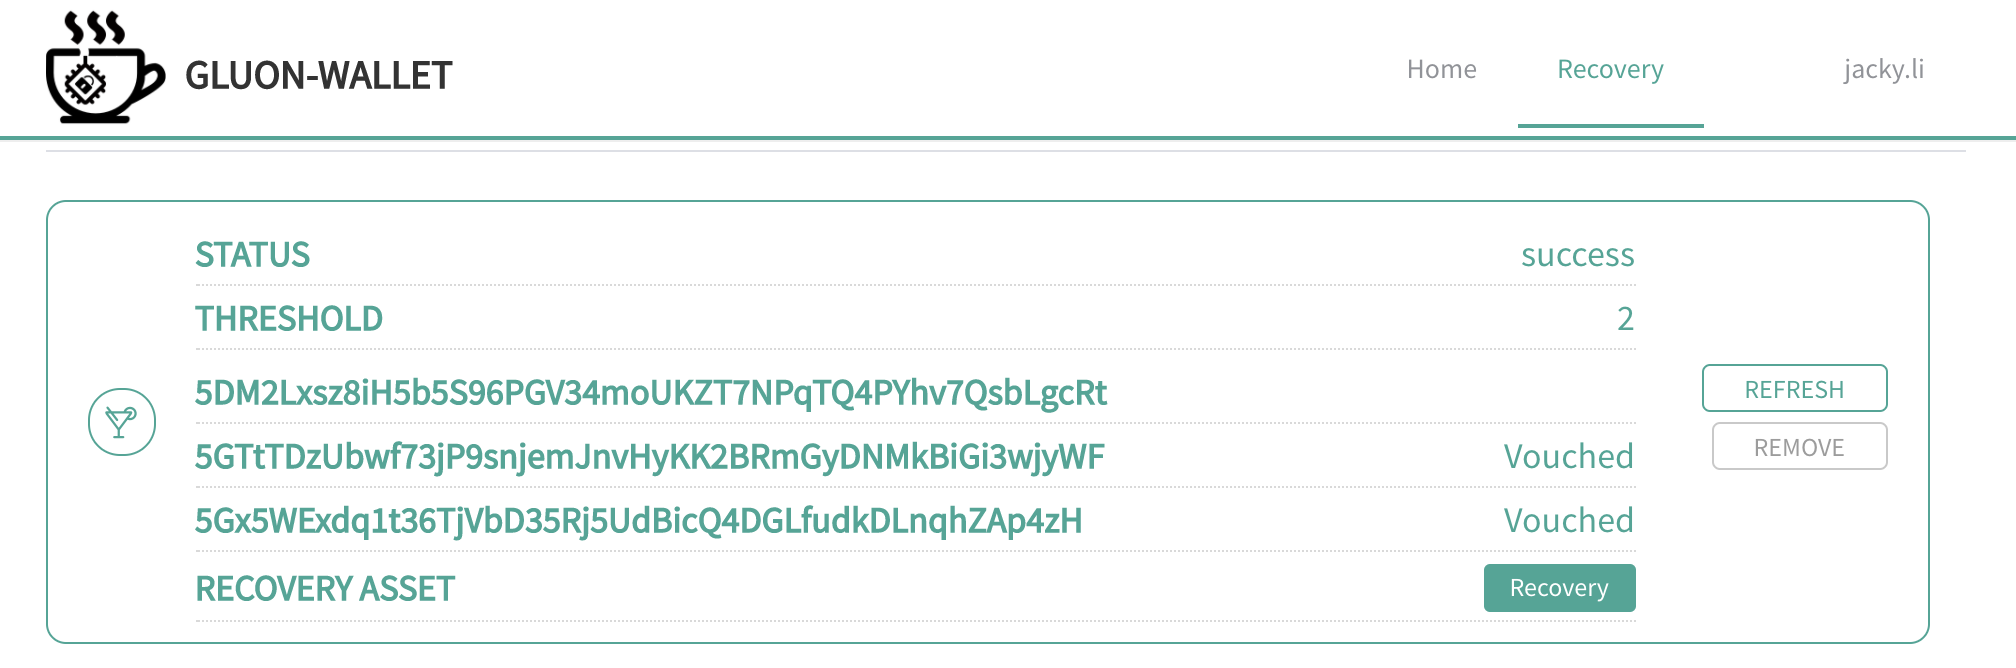 GLUON-WALLET
Home Recovery jacky.li
STATUS success
THRESHOLD 2
5DM2Lxsz8iH5b5S96PGV34moUKZT7NPqTQ4PYhv7QsbLgcRt
REFRESH
5GTtTDzUbwf73jP9snjemJnvHyKK2BRmGyDNMkBiGi3wjyWF Vouched
REMOVE
5Gx5WExdq1t36TjVbD35Rj5UdBicQ4DGLfudkDLnqhZAp4zH Vouched
RECOVERY ASSET Recovery